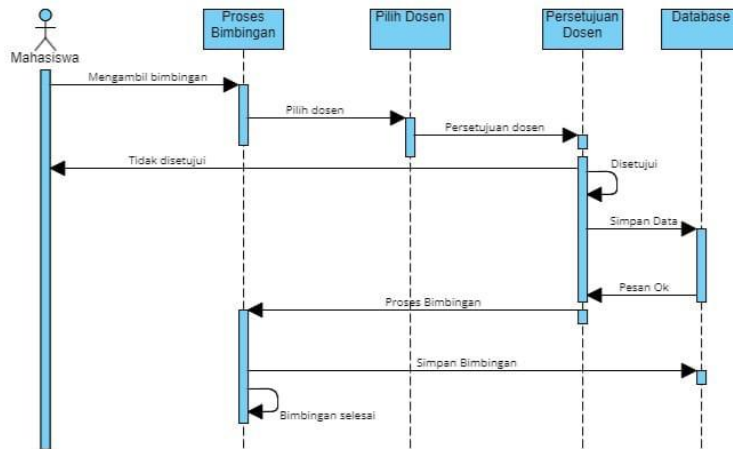 Proses
Bimbingan
Pilih Dosen
Persetujuan
Dosen
Database
Mahasiswa
Mengambil bimbingan
Pilih dosen
Persetujuan dosen
Tidak disetujui
Disetujui
Simpan Data
Pesan Ok
Proses Bimbingan
Simpan Bimbingan
Bimbingan selesai